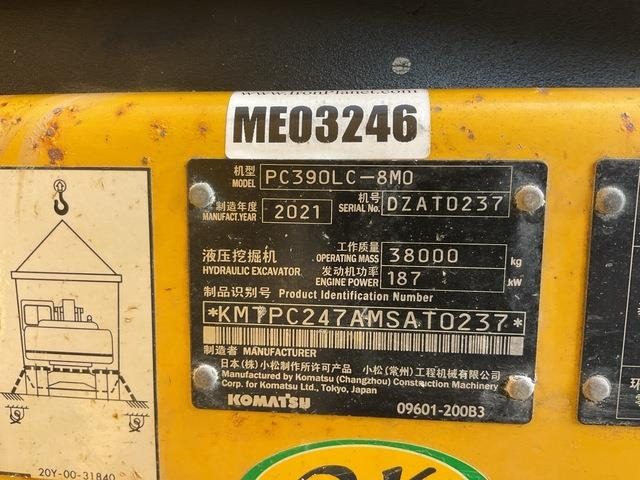 www.IronPlanet.com
ME03246
机型 MODEL PC390LC-8M0
制造年度 MANUFACT.YEAR 2021 机号 SERIAL No. DZAT0237
液压挖掘机 HYDRAULIC EXCAVATOR
工作质量 OPERATING MASS 38000 kg
发动机功率 ENGINE POWER 187 kW
制品识别号 Product Identification Number
*KMTPC247AMSAT0237*
制造者 MANUFACTURER
日本(株)小松制作所许可产品 小松(常州)工程机械有限公司
Manufactured by Komatsu (Changzhou) Construction Machinery
Corp. for Komatsu Ltd., Tokyo, Japan
KOMATSU 09601-200B3
20Y-00-31840
OK
环